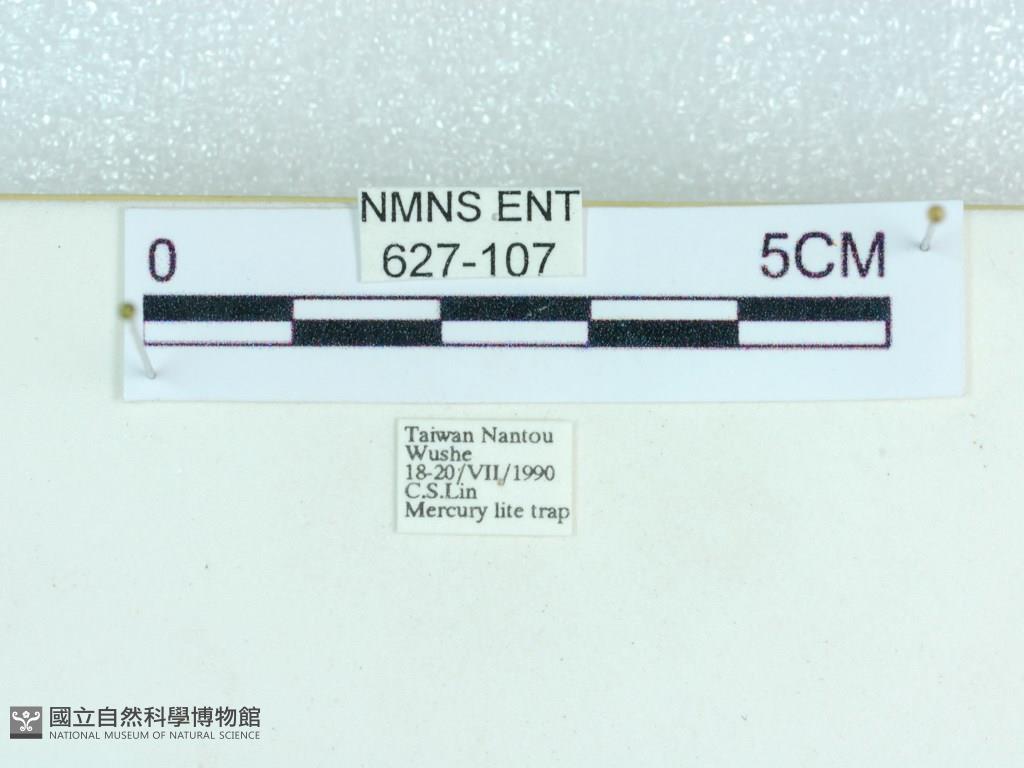 NMNS ENT
627-107
0
5CM
Taiwan Nantou
Wushe
18-20/VII/1990
C.S.Lin
Mercury lite trap
國立自然科學博物館
NATIONAL MUSEUM OF NATURAL SCIENCE